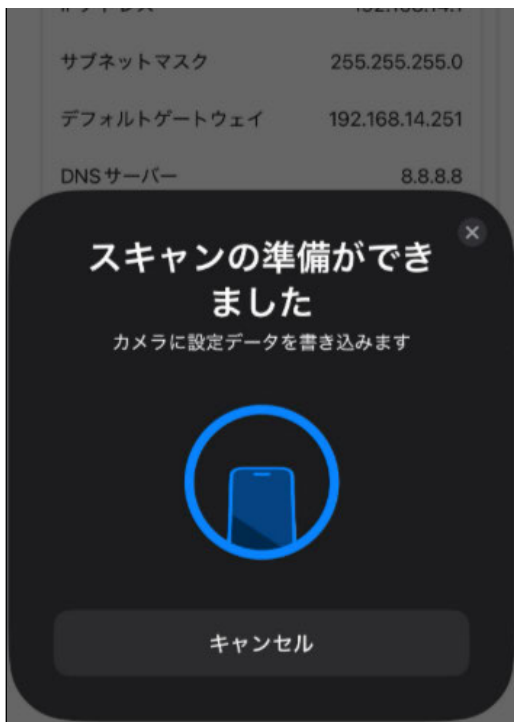 サブネットマスク 255.255.255.0
デフォルトゲートウェイ 192.168.14.251
DNSサーバー 8.8.8.8
スキャンの準備ができ
ました
カメラに設定データを書き込みます
キャンセル